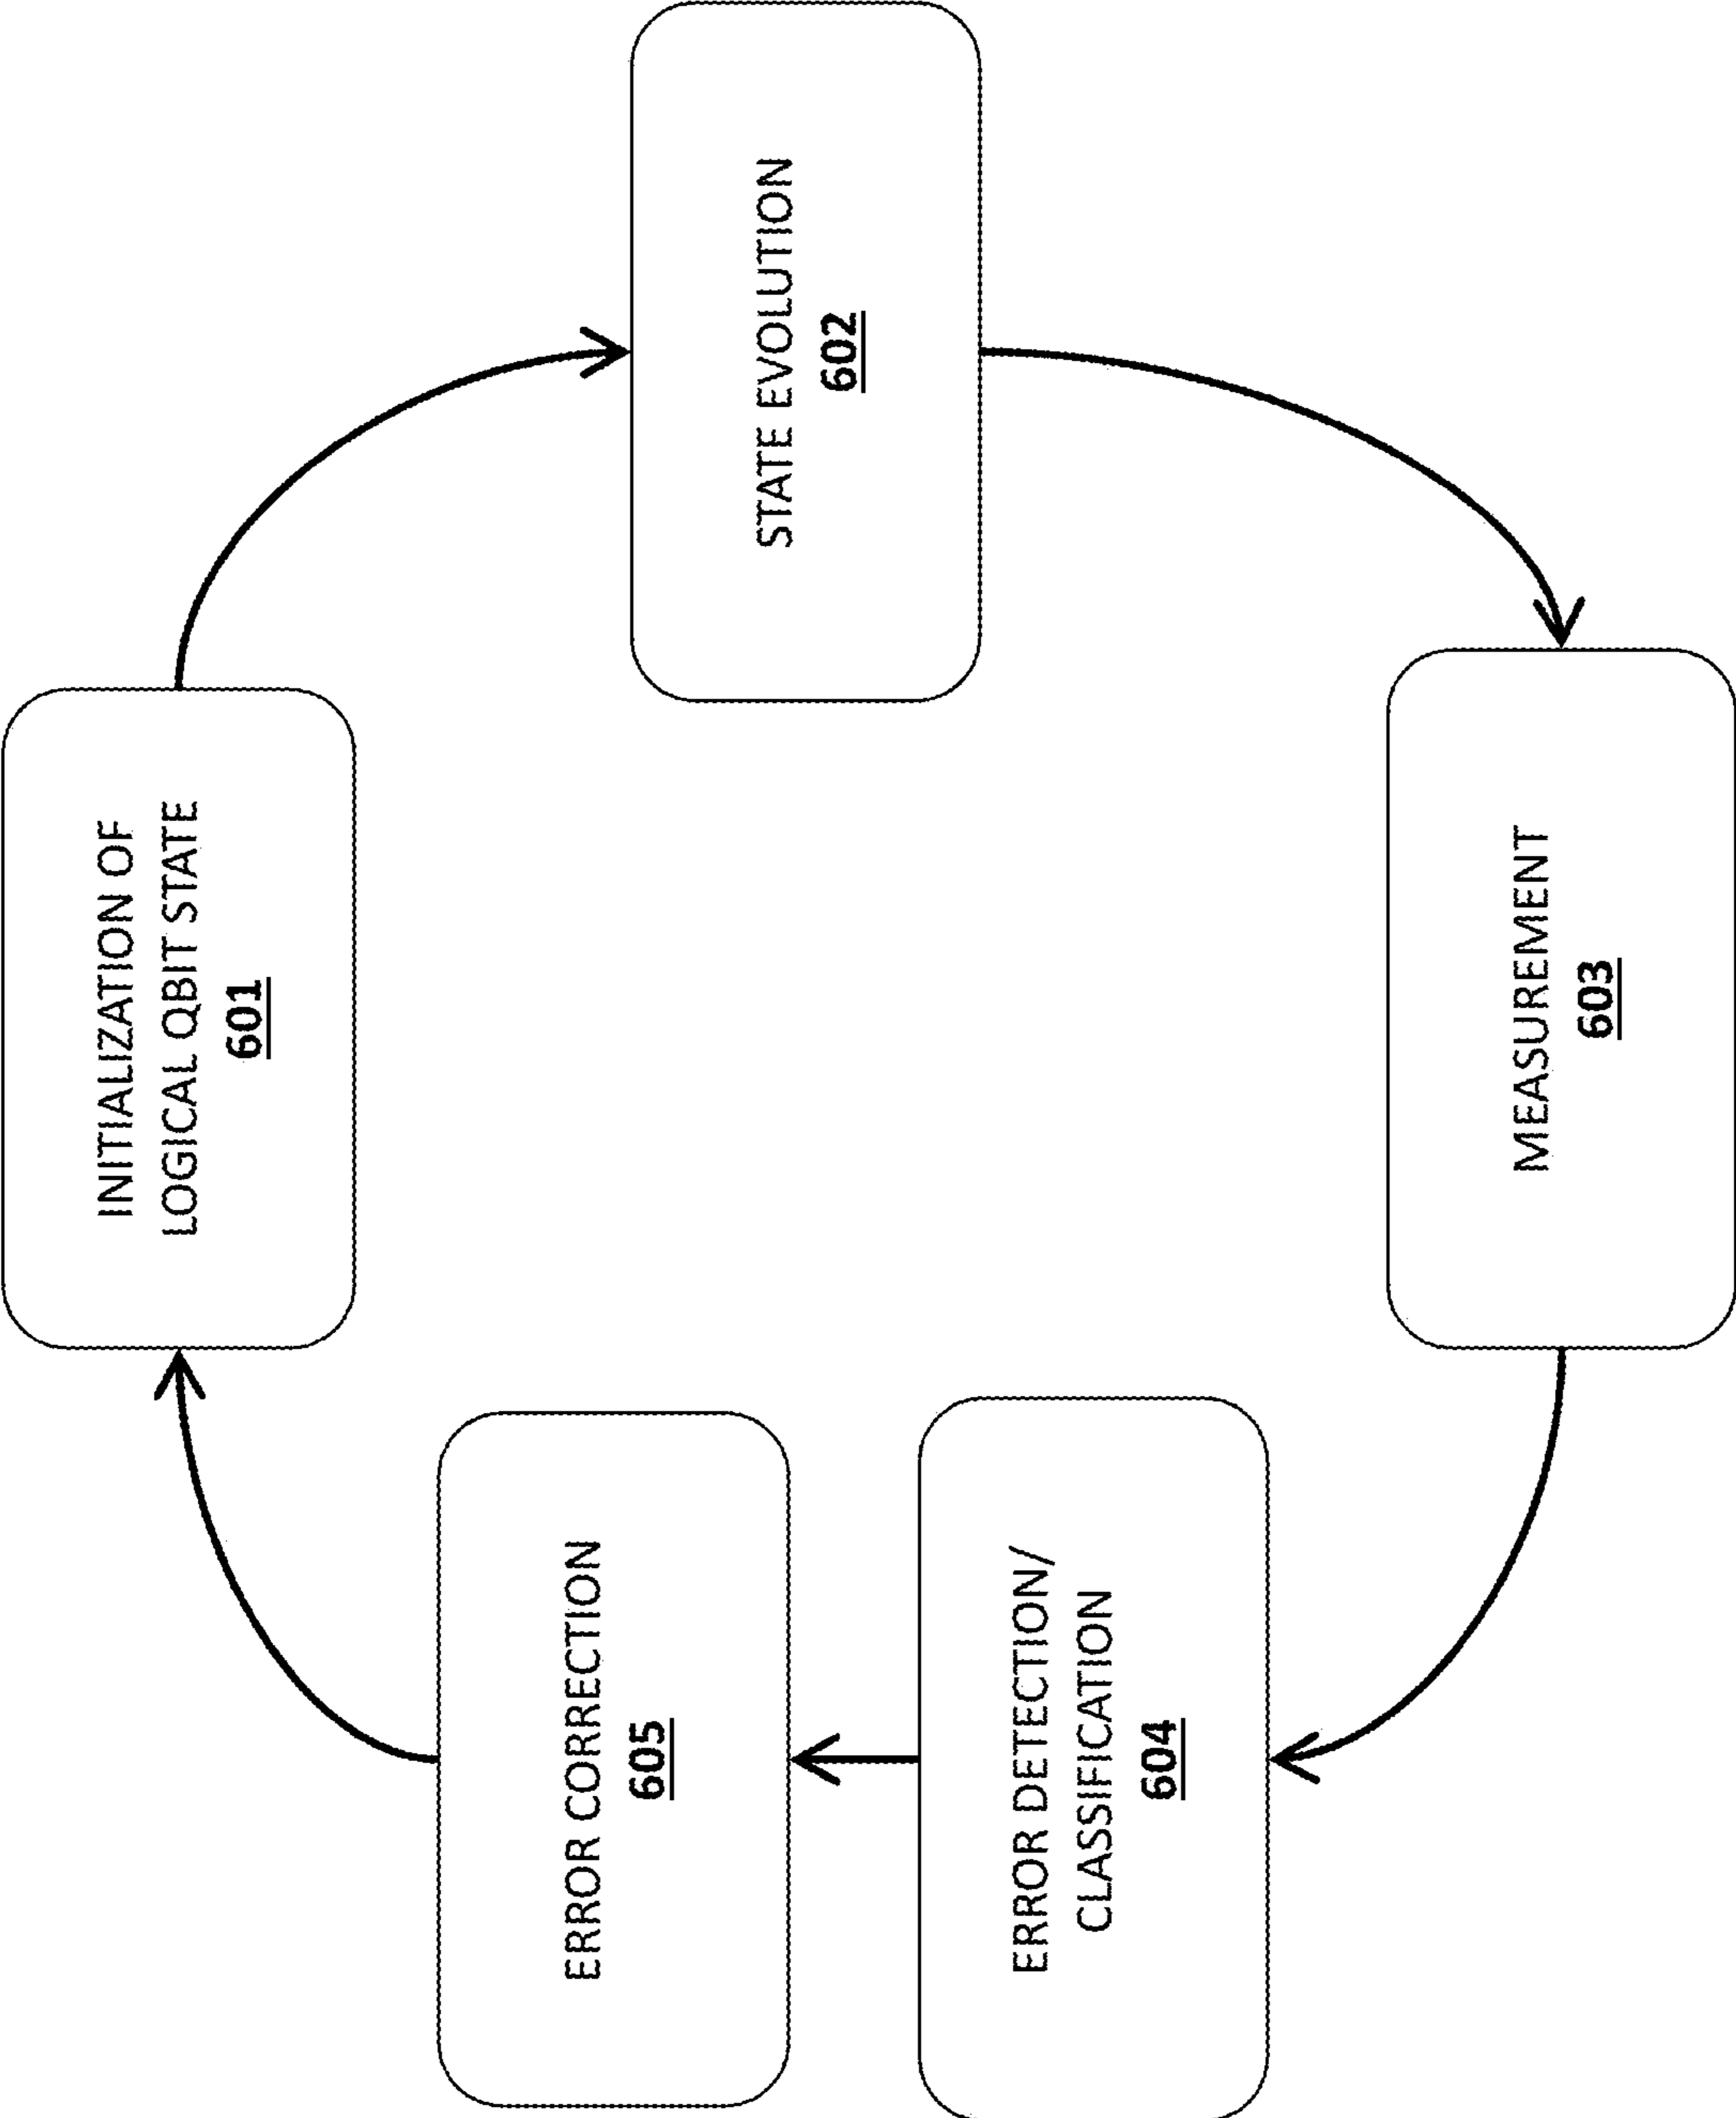 INITIALIZATION OF
LOGICAL QBIT STATE
601
STATE EVOLUTION
602
MEASUREMENT
603
ERROR DETECTION/
CLASSIFICATION
604
ERROR CORRECTION
605